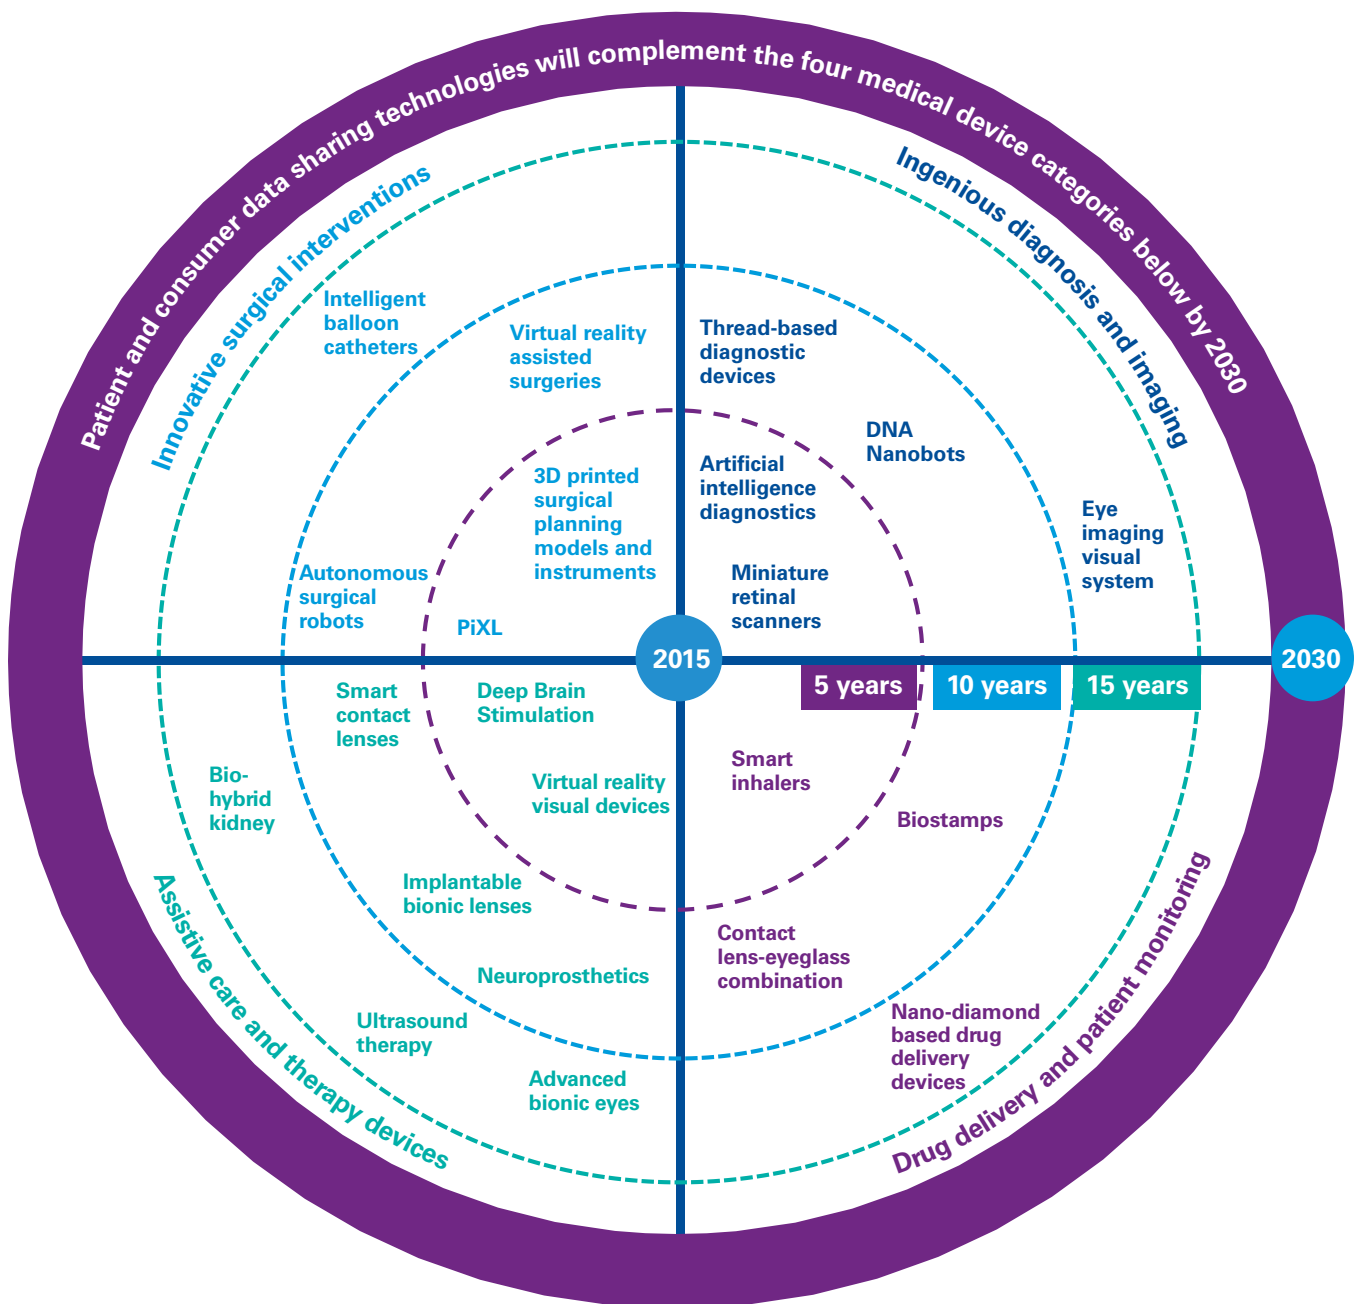 Patient and consumer data sharing technologies will complement the four medical device categories below by 2030
Innovative surgical interventions
Intelligent
balloon
catheters
Virtual reality
assisted
surgeries
3D printed
surgical
planning
models and
instruments
Autonomous
surgical
robots
PiXL
Ingenious diagnosis and imaging
Thread-based
diagnostic
devices
DNA
Nanobots
Artificial
intelligence
diagnostics
Eye
imaging
visual
system
Miniature
retinal
scanners
2015
2030
5 years
10 years
15 years
Smart
contact
lenses
Deep Brain
Stimulation
Bio-
hybrid
kidney
Virtual reality
visual devices
Implantable
bionic lenses
Neuroprosthetics
Ultrasound
therapy
Advanced
bionic eyes
Assistive care and therapy devices
Smart
inhalers
Biostamps
Contact
lens-eyeglass
combination
Nano-diamond
based drug
delivery
devices
Drug delivery and patient monitoring